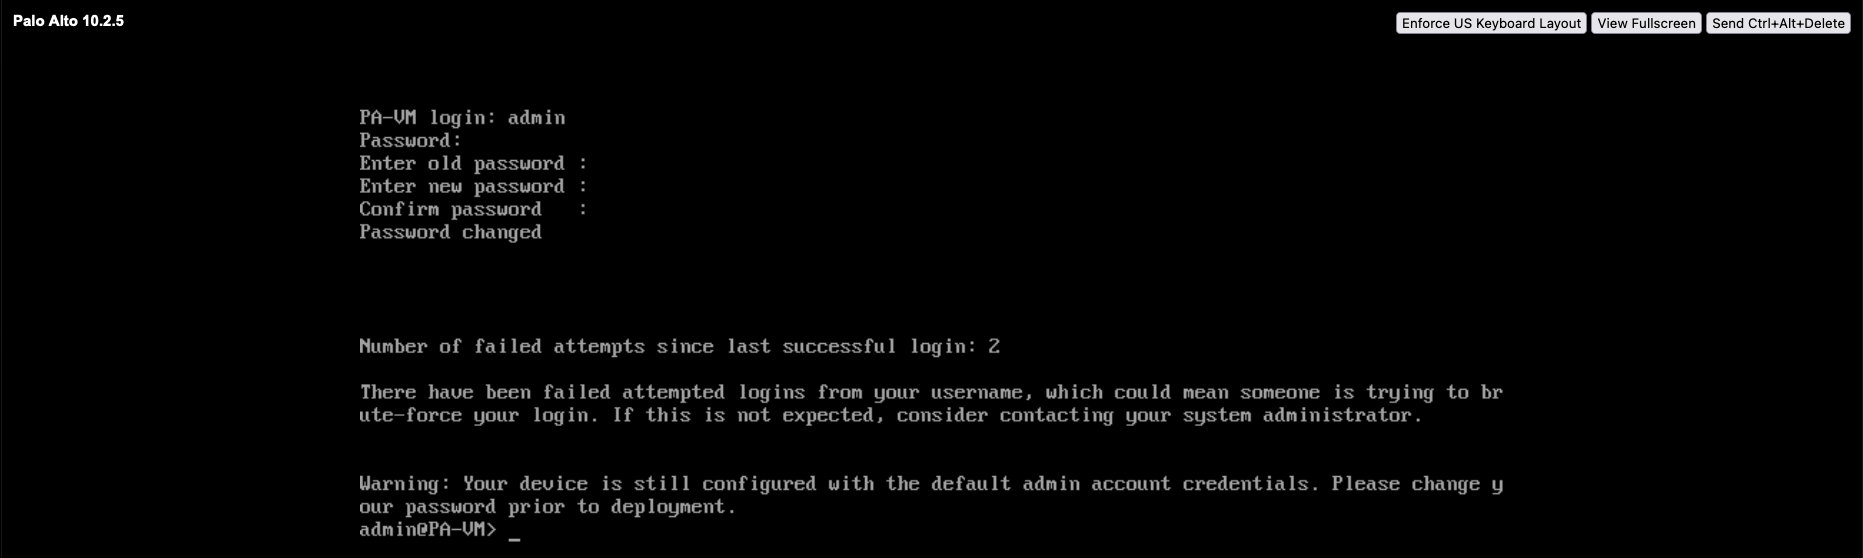 Palo Alto 10.2.5
Enforce US Keyboard Layout View Fullscreen Send Ctrl+Alt+Delete
PA-VM login: admin
Password:
Enter old password :
Enter new password :
Confirm password   :
Password changed
Number of failed attempts since last successful login: 2
There have been failed attempted logins from your username, which could mean someone is trying to br
ute-force your login. If this is not expected, consider contacting your system administrator.
Warning: Your device is still configured with the default admin account credentials. Please change y
our password prior to deployment.
admin@PA-VM> _